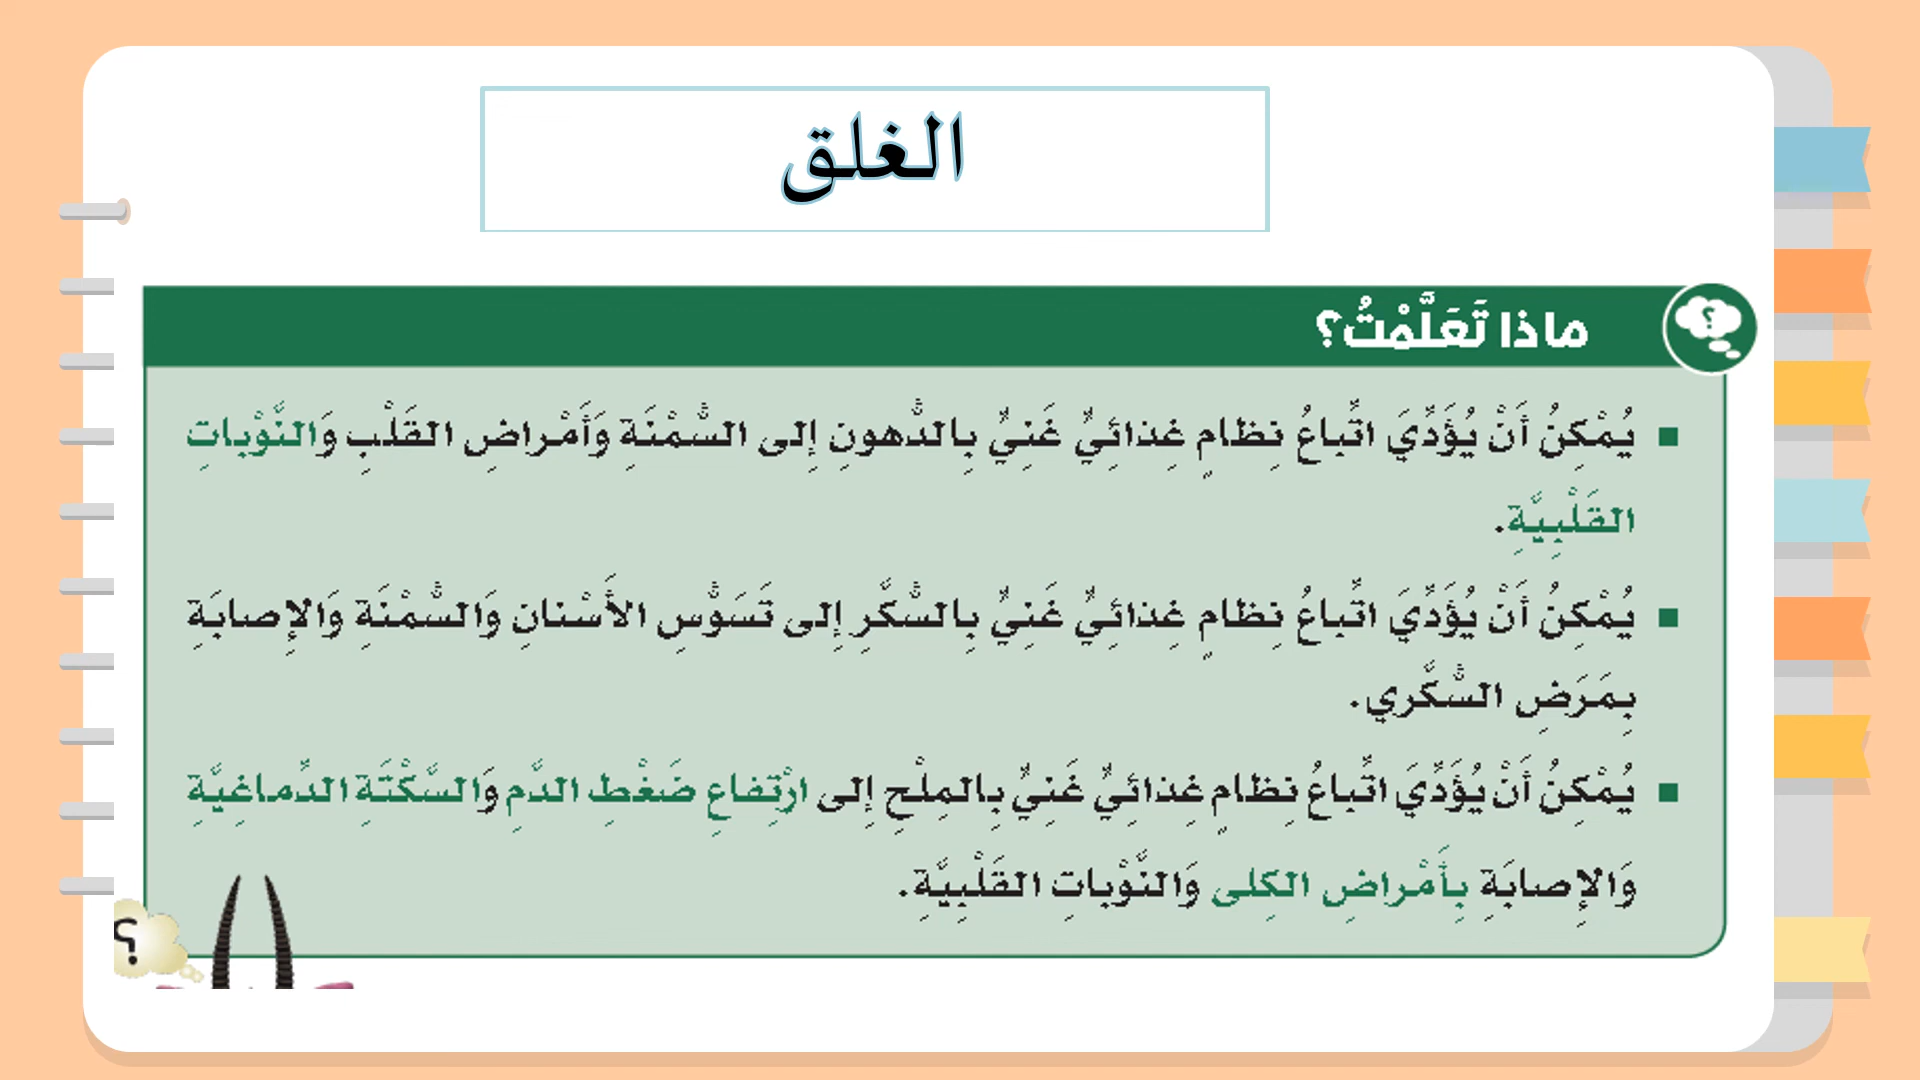 الغلق
ماذا تَعَلَّمْتُ؟
▪ يُمْكِنُ أَنْ يُؤَدِّيَ اتِّباعُ نِظامٍ غِذائِيٍّ غَنِيٍّ بِالدُّهونِ إِلى السُّمْنَةِ وَأَمْراضِ القَلْبِ وَالنَّوْباتِ
القَلْبِيَّةِ.
▪ يُمْكِنُ أَنْ يُؤَدِّيَ اتِّباعُ نِظامٍ غِذائِيٍّ غَنِيٍّ بِالسُّكَّرِ إِلى تَسَوُّسِ الأَسْنانِ وَالسُّمْنَةِ وَالإِصابَةِ
بِمَرَضِ السُّكَّري.
▪ يُمْكِنُ أَنْ يُؤَدِّيَ اتِّباعُ نِظامٍ غِذائِيٍّ غَنِيٍّ بِالمِلْحِ إِلى ارْتِفاعِ ضَغْطِ الدَّمِ وَالسَّكْتَةِ الدِّماغِيَّةِ
وَالإِصابَةِ بِأَمْراضِ الكِلى وَالنَّوْباتِ القَلْبِيَّةِ.
؟